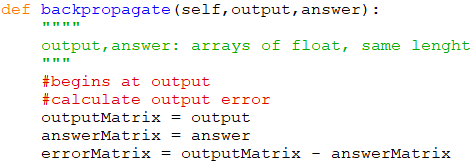 def backpropagate(self,output,answer):
    """"
    output,answer: arrays of float, same lenght
    """
    #begins at output
    #calculate output error
    outputMatrix = output
    answerMatrix = answer
    errorMatrix = outputMatrix - answerMatrix